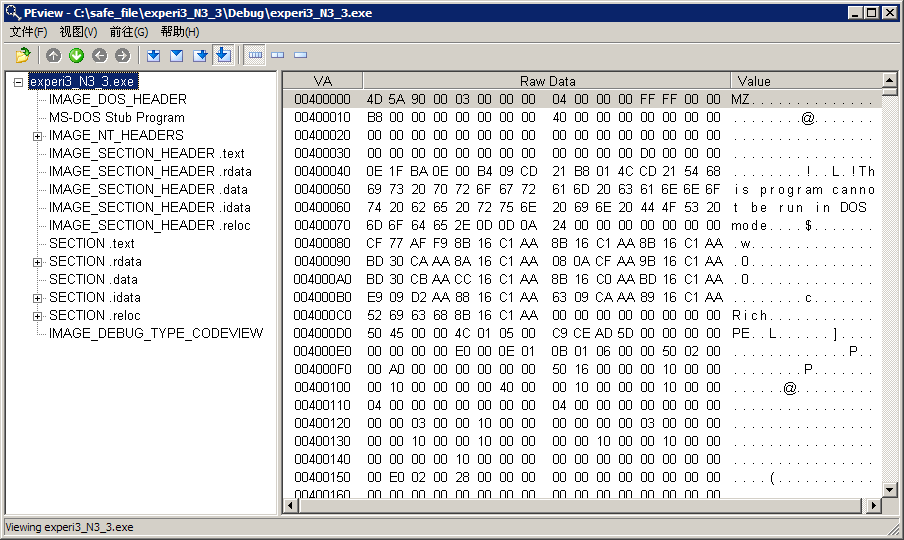 PEview - C:\safe_file\experi3_N3_3\Debug\experi3_N3_3.exe
文件(F) 视图(V) 前往(G) 帮助(H)
experi3_N3_3.exe
IMAGE_DOS_HEADER
MS-DOS Stub Program
IMAGE_NT_HEADERS
IMAGE_SECTION_HEADER .text
IMAGE_SECTION_HEADER .rdata
IMAGE_SECTION_HEADER .data
IMAGE_SECTION_HEADER .idata
IMAGE_SECTION_HEADER .reloc
SECTION .text
SECTION .rdata
SECTION .data
SECTION .idata
SECTION .reloc
IMAGE_DEBUG_TYPE_CODEVIEW
VA Raw Data Value
00400000 4D 5A 90 00 03 00 00 00 04 00 00 00 FF FF 00 00 MZ..............
00400010 B8 00 00 00 00 00 00 00 40 00 00 00 00 00 00 00 ........@.......
00400020 00 00 00 00 00 00 00 00 00 00 00 00 00 00 00 00 ................
00400030 00 00 00 00 00 00 00 00 00 00 00 00 D0 00 00 00 ................
00400040 0E 1F BA 0E 00 B4 09 CD 21 B8 01 4C CD 21 54 68 ........!..L.!Th
00400050 69 73 20 70 72 6F 67 72 61 6D 20 63 61 6E 6E 6F is program canno
00400060 74 20 62 65 20 72 75 6E 20 69 6E 20 44 4F 53 20 t be run in DOS
00400070 6D 6F 64 65 2E 0D 0D 0A 24 00 00 00 00 00 00 00 mode....$.......
00400080 CF 77 AF F9 8B 16 C1 AA 8B 16 C1 AA 8B 16 C1 AA .w..............
00400090 BD 30 CA AA 8A 16 C1 AA 08 0A CF AA 9B 16 C1 AA .0..............
004000A0 BD 30 CB AA CC 16 C1 AA 8B 16 C0 AA BD 16 C1 AA .0..............
004000B0 E9 09 D2 AA 88 16 C1 AA 63 09 CA AA 89 16 C1 AA ........c.......
004000C0 52 69 63 68 8B 16 C1 AA 00 00 00 00 00 00 00 00 Rich............
004000D0 50 45 00 00 4C 01 05 00 C9 CE AD 5D 00 00 00 00 PE..L......]....
004000E0 00 00 00 00 E0 00 0E 01 0B 01 06 00 00 50 02 00 .............P..
004000F0 00 A0 00 00 00 00 00 00 50 16 00 00 00 10 00 00 ........P.......
00400100 00 10 00 00 00 00 40 00 00 10 00 00 00 10 00 00 ......@.........
00400110 04 00 00 00 00 00 00 00 04 00 00 00 00 00 00 00 ................
00400120 00 00 03 00 00 10 00 00 00 00 00 00 03 00 00 00 ................
00400130 00 00 10 00 00 10 00 00 00 00 10 00 00 10 00 00 ................
00400140 00 00 00 00 10 00 00 00 00 00 00 00 00 00 00 00 ................
00400150 00 E0 02 00 28 00 00 00 00 00 00 00 00 00 00 00 ....(...........
00400160 00 00 00 00 00 00 00 00 00 00 00 00 00 00 00 00
Viewing experi3_N3_3.exe